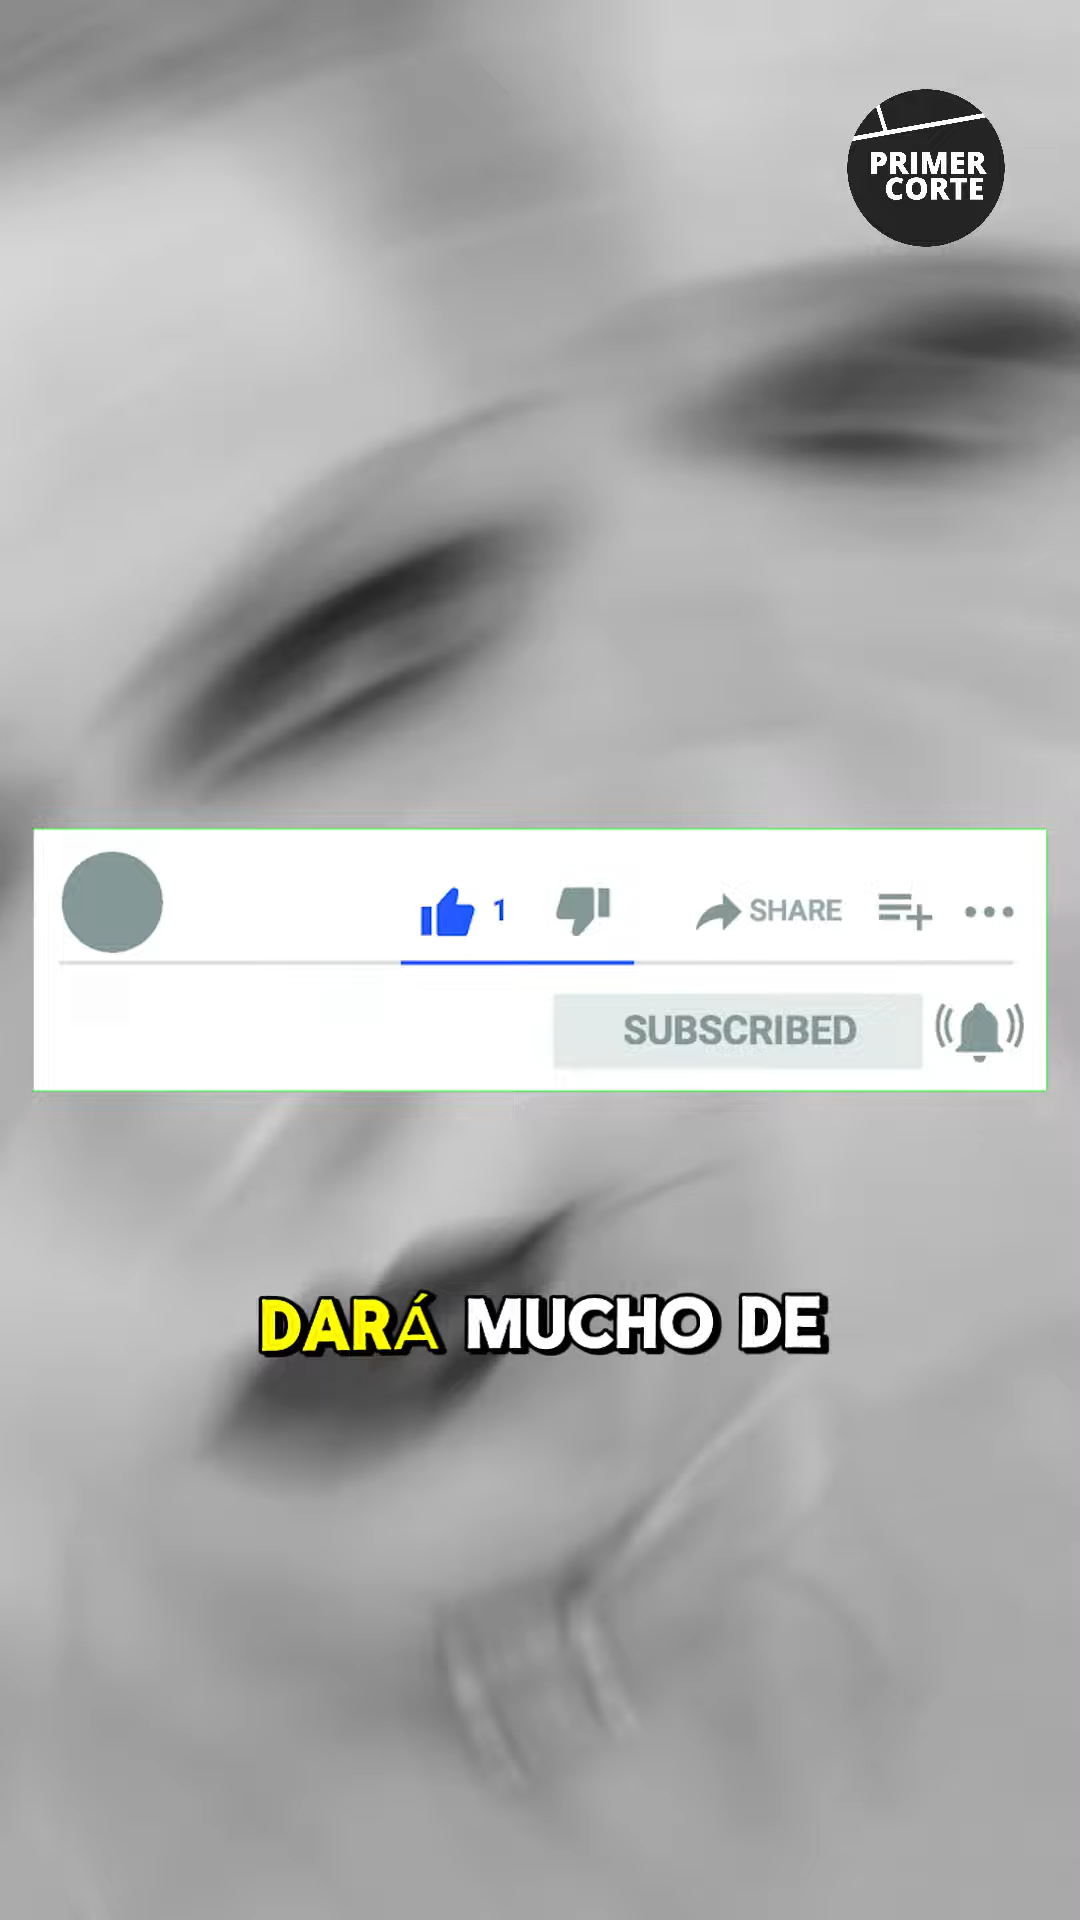 PRIMER
CORTE
1 SHARE
SUBSCRIBED
DARÁ MUCHO DE